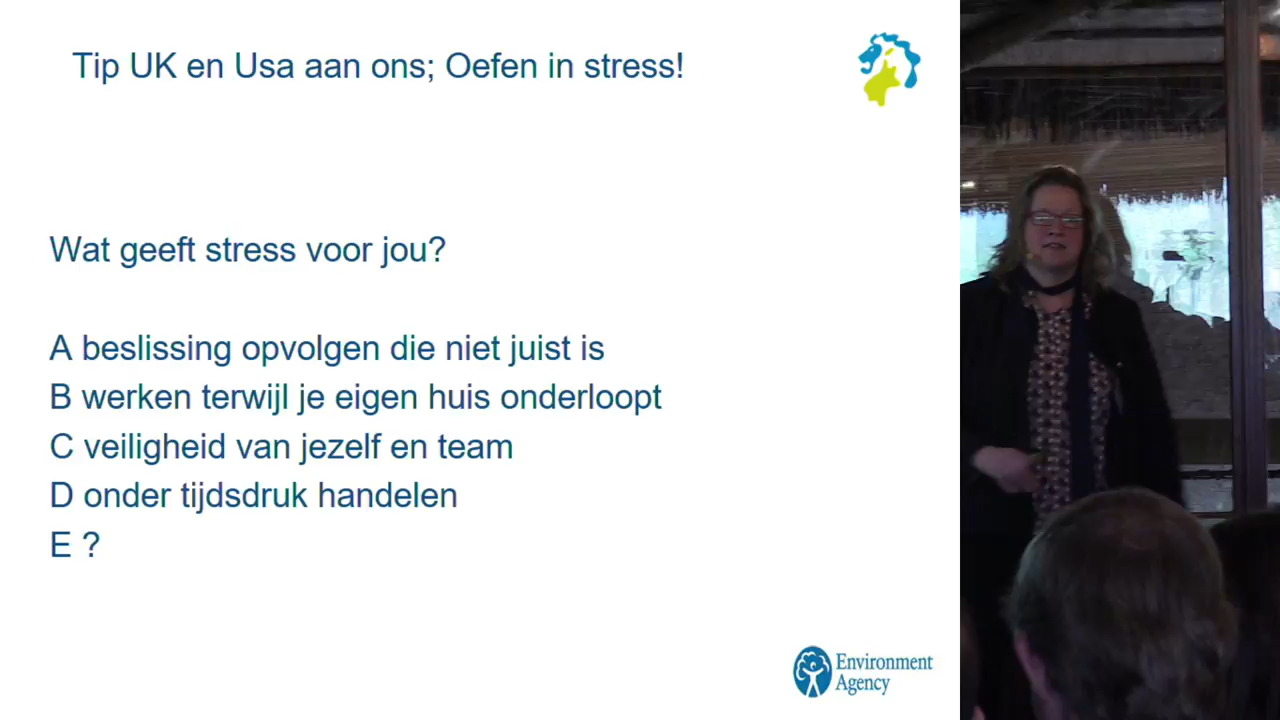 Tip UK en Usa aan ons; Oefen in stress!
Wat geeft stress voor jou?
A beslissing opvolgen die niet juist is
B werken terwijl je eigen huis onderloopt
C veiligheid van jezelf en team
D onder tijdsdruk handelen
E ?
Environment
Agency